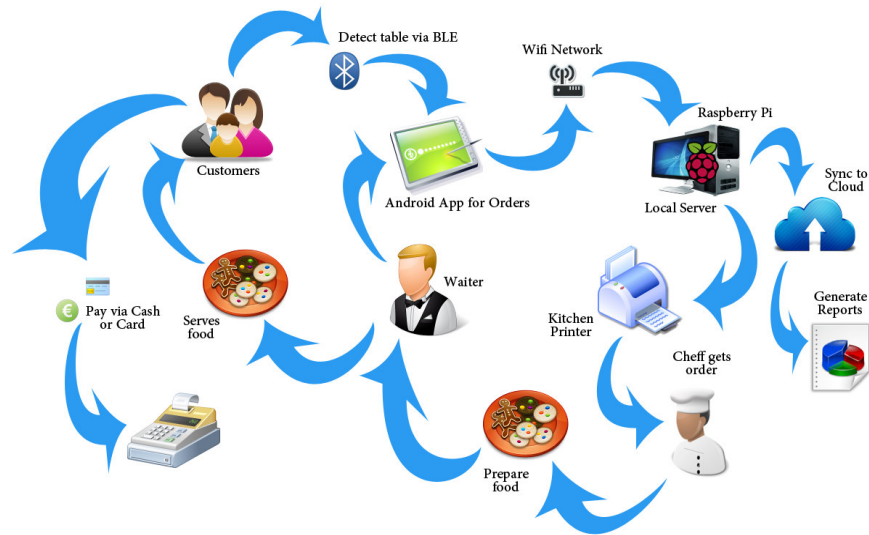 Detect table via BLE
Wifi Network
Raspberry Pi
Customers
Android App for Orders
Local Server
Sync to
Cloud
Waiter
Pay via Cash
or Card
Serves
food
Kitchen
Printer
Generate
Reports
Cheff gets
order
Prepare
food